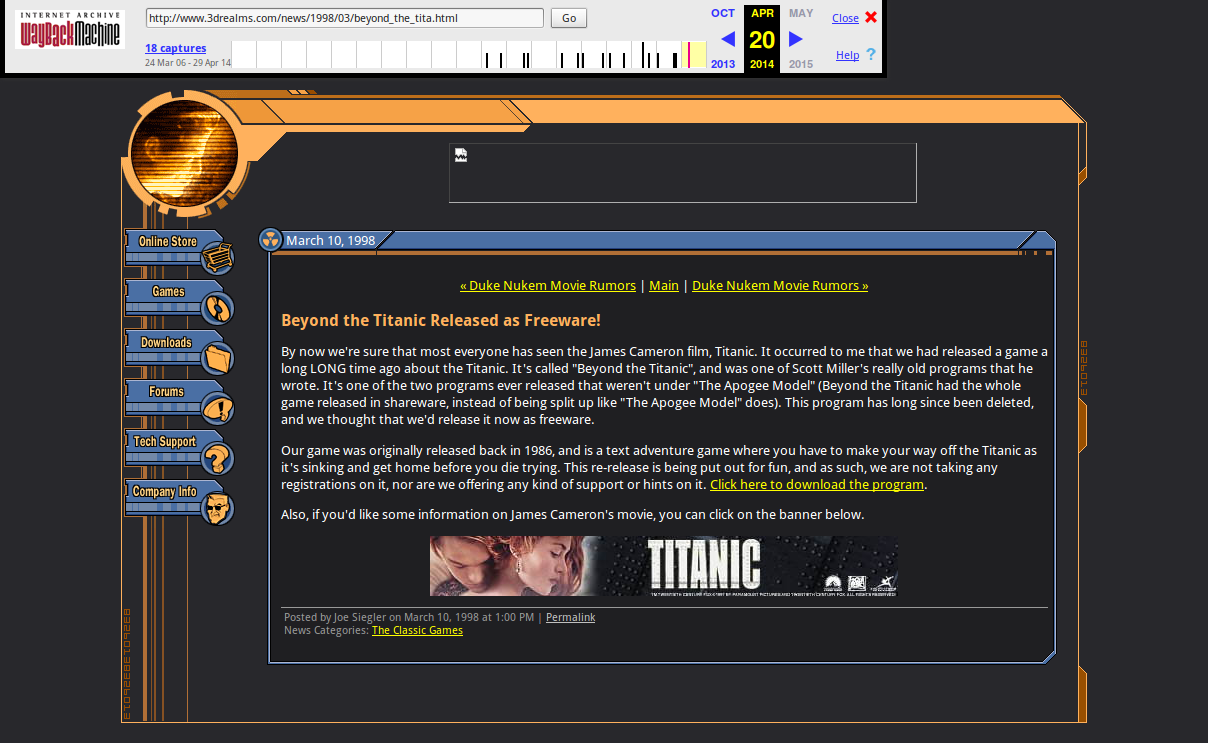 INTERNET ARCHIVE
WayBackMachine
http://www.3drealms.com/news/1998/03/beyond_the_tita.html
Go
18 captures
24 Mar 06 - 29 Apr 14
OCT APR MAY
20
2013 2014 2015
Close
Help ?
Online Store
Games
Downloads
Forums
Tech Support
Company Info
March 10, 1998
« Duke Nukem Movie Rumors | Main | Duke Nukem Movie Rumors »
Beyond the Titanic Released as Freeware!
By now we're sure that most everyone has seen the James Cameron film, Titanic. It occurred to me that we had released a game a
long LONG time ago about the Titanic. It's called "Beyond the Titanic", and was one of Scott Miller's really old programs that he
wrote. It's one of the two programs ever released that weren't under "The Apogee Model" (Beyond the Titanic had the whole
game released in shareware, instead of being split up like "The Apogee Model" does). This program has long since been deleted,
and we thought that we'd release it now as freeware.
Our game was originally released back in 1986, and is a text adventure game where you have to make your way off the Titanic as
it's sinking and get home before you die trying. This re-release is being put out for fun, and as such, we are not taking any
registrations on it, nor are we offering any kind of support or hints on it. Click here to download the program.
Also, if you'd like some information on James Cameron's movie, you can click on the banner below.
TITANIC
Posted by Joe Siegler on March 10, 1998 at 1:00 PM | Permalink
News Categories: The Classic Games